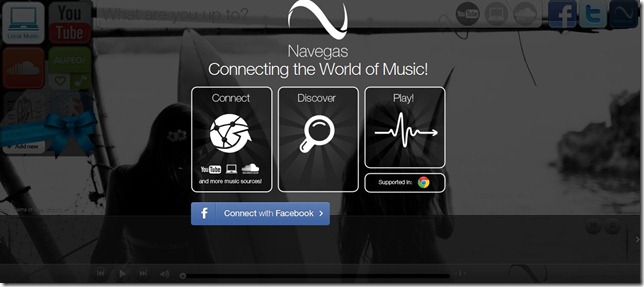 What are you up to?
Local Music
You Tube
AUPEO!
Add new
Navegas
Connecting the World of Music!
Connect
You Tube
and more music sources!
Discover
Play!
Supported in:
Connect with Facebook